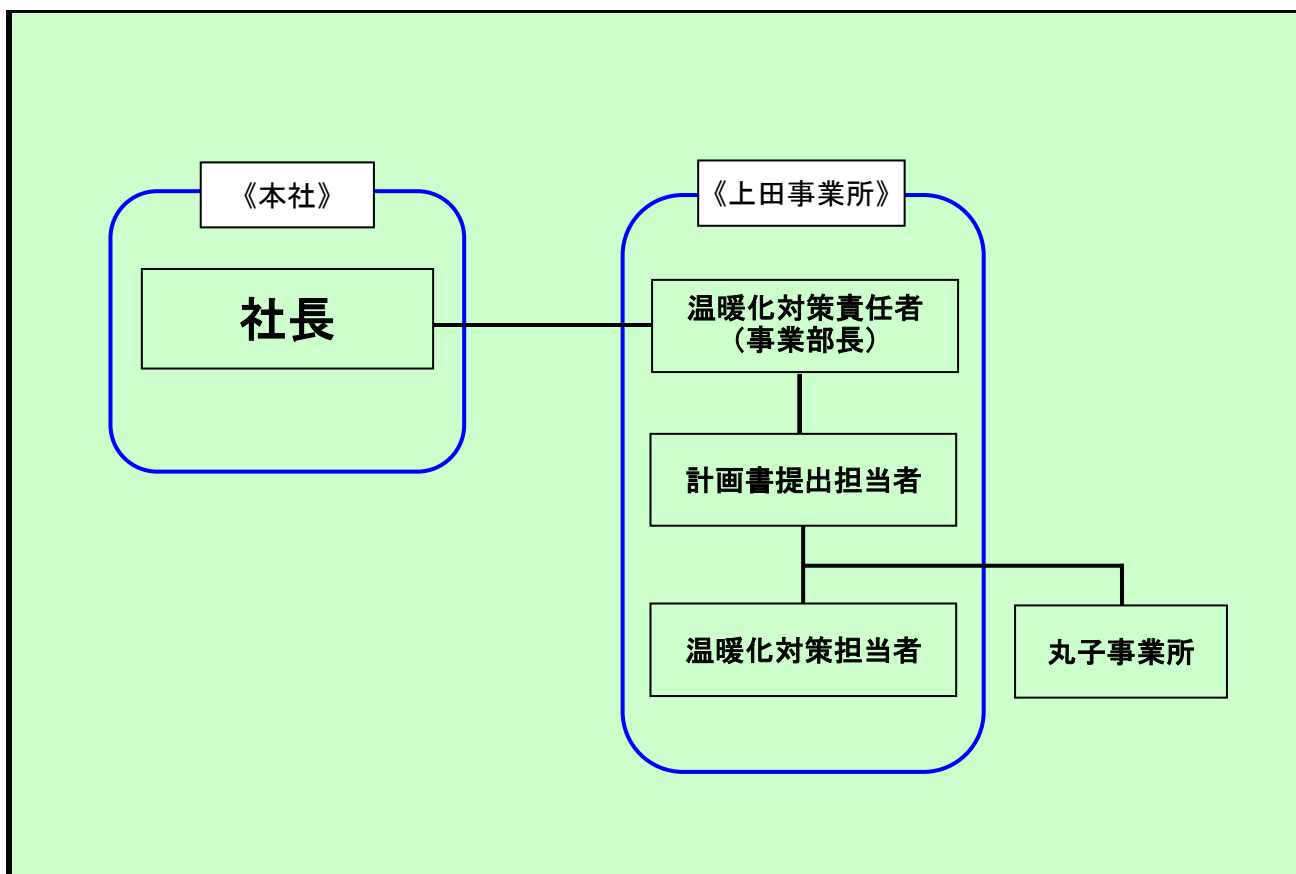 《本社》
社長
《上田事業所》
温暖化対策責任者
（事業部長）
計画書提出担当者
温暖化対策担当者
丸子事業所